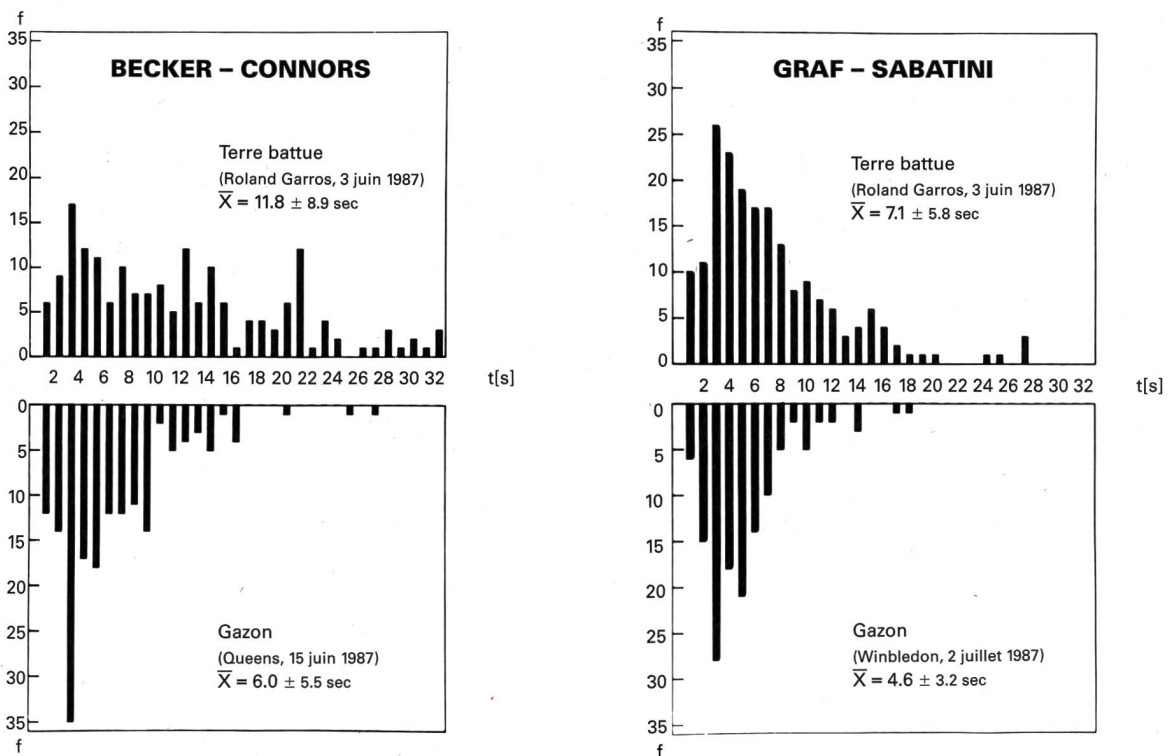 f
35
30
25
20
15
10
5
0
BECKER – CONNORS
Terre battue
(Roland Garros, 3 juin 1987)
X̅ = 11.8 ± 8.9 sec
2 4 6 8 10 12 14 16 18 20 22 24 26 28 30 32 t[s]
0
5
10
15
20
25
30
35
f
Gazon
(Queens, 15 juin 1987)
X̅ = 6.0 ± 5.5 sec
f
35
30
25
20
15
10
5
0
GRAF – SABATINI
Terre battue
(Roland Garros, 3 juin 1987)
X̅ = 7.1 ± 5.8 sec
2 4 6 8 10 12 14 16 18 20 22 24 26 28 30 32 t[s]
0
5
10
15
20
25
30
35
f
Gazon
(Winbledon, 2 juillet 1987)
X̅ = 4.6 ± 3.2 sec